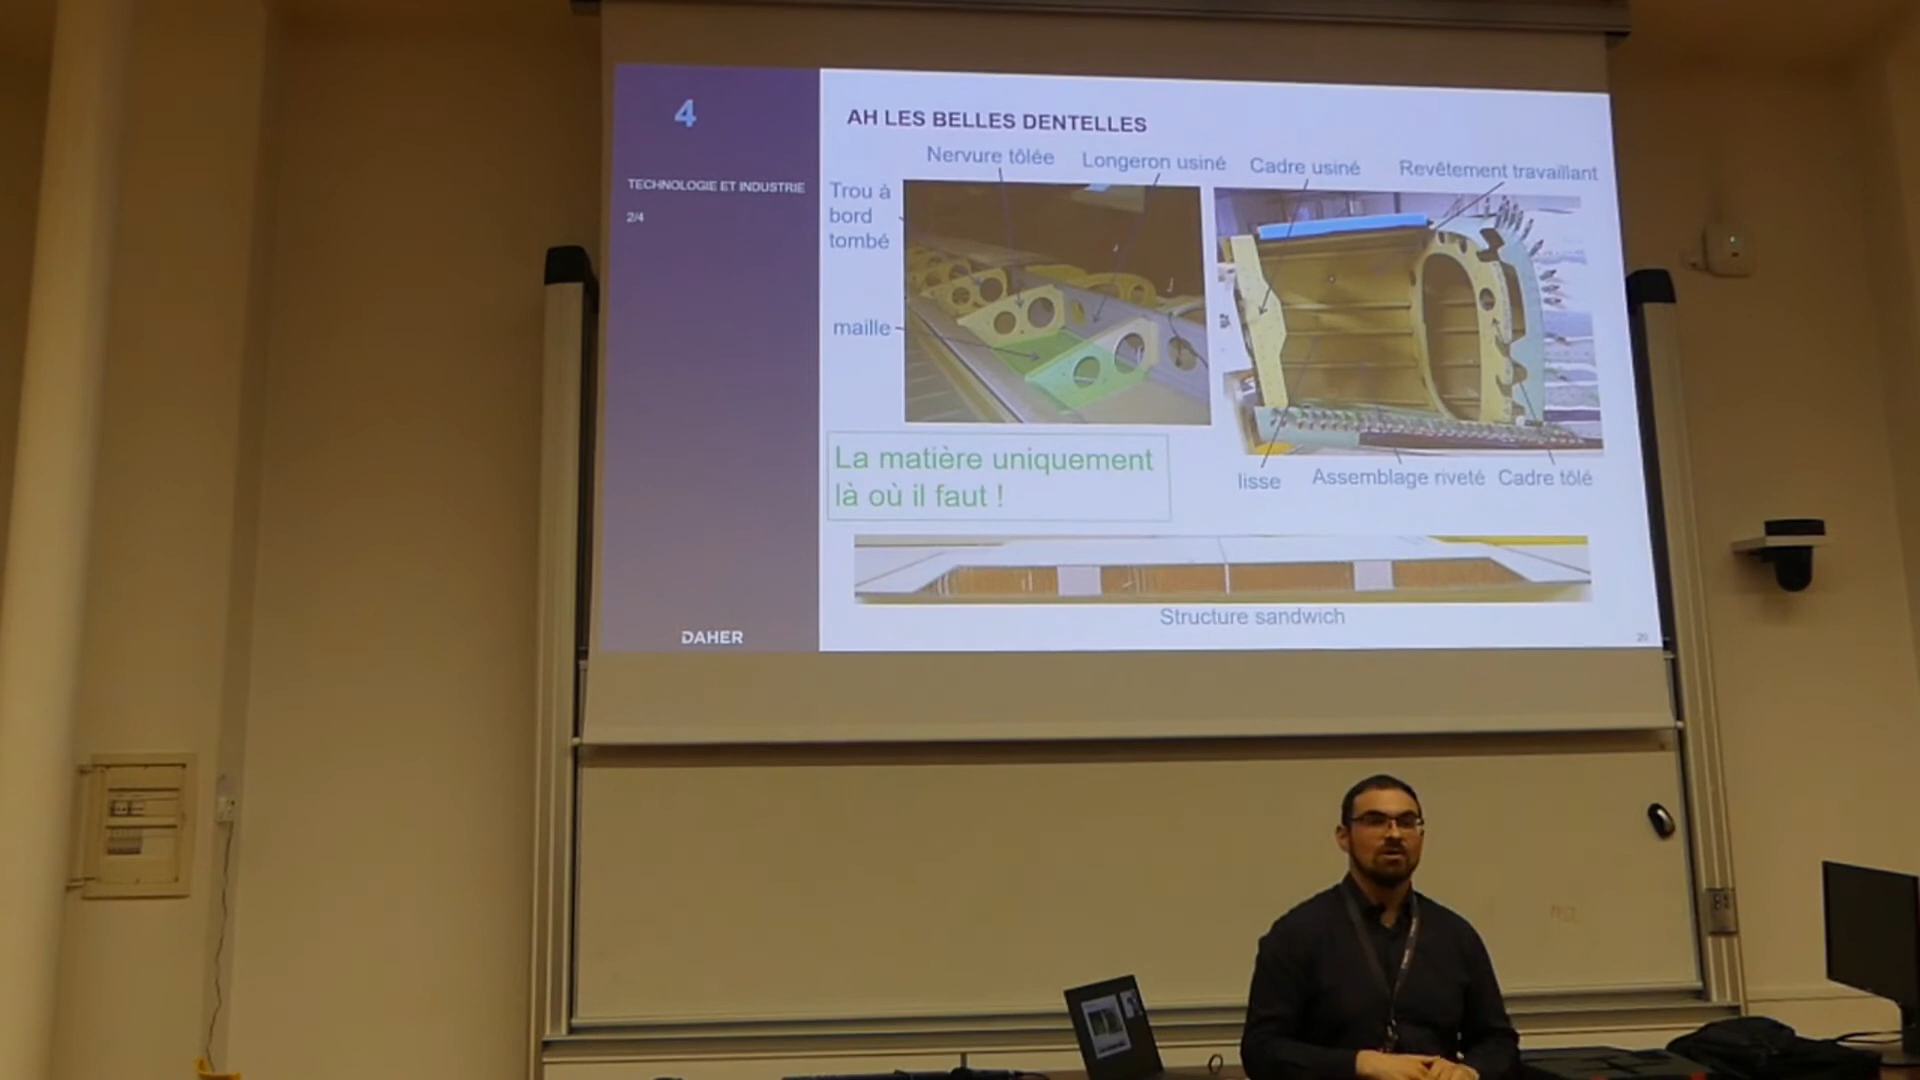 4
TECHNOLOGIE ET INDUSTRIE
2/4
DAHER
AH LES BELLES DENTELLES
Nervure tôlée
Longeron usiné
Cadre usiné
Revêtement travaillant
Trou à
bord
tombé
maille
La matière uniquement
là où il faut !
lisse
Assemblage riveté
Cadre tôlé
Structure sandwich
20